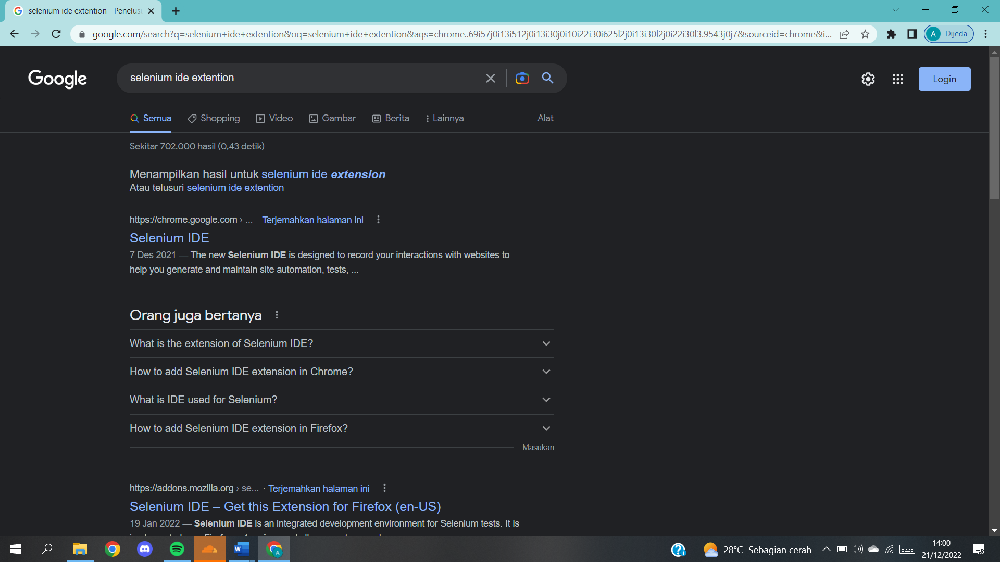 selenium ide extention - Penelusu
google.com/search?q=selenium+ide+extention&oq=selenium+ide+extention&aqs=chrome..69i57j0i13i512j0i13i30j0i10i22i30i625l2j0i13i30l2j0i22i30l3.9543j0j7&sourceid=chrome&i...
A Dijeda
Google
selenium ide extention
Login
Semua Shopping Video Gambar Berita Lainnya Alat
Sekitar 702.000 hasil (0,43 detik)
Menampilkan hasil untuk selenium ide extension
Atau telusuri selenium ide extention
https://chrome.google.com › ... · Terjemahkan halaman ini
Selenium IDE
7 Des 2021 — The new Selenium IDE is designed to record your interactions with websites to
help you generate and maintain site automation, tests, ...
Orang juga bertanya
What is the extension of Selenium IDE?
How to add Selenium IDE extension in Chrome?
What is IDE used for Selenium?
How to add Selenium IDE extension in Firefox?
Masukan
https://addons.mozilla.org › se... · Terjemahkan halaman ini
Selenium IDE – Get this Extension for Firefox (en-US)
19 Jan 2022 — Selenium IDE is an integrated development environment for Selenium tests. It is
W
A
28°C Sebagian cerah
14:00
21/12/2022